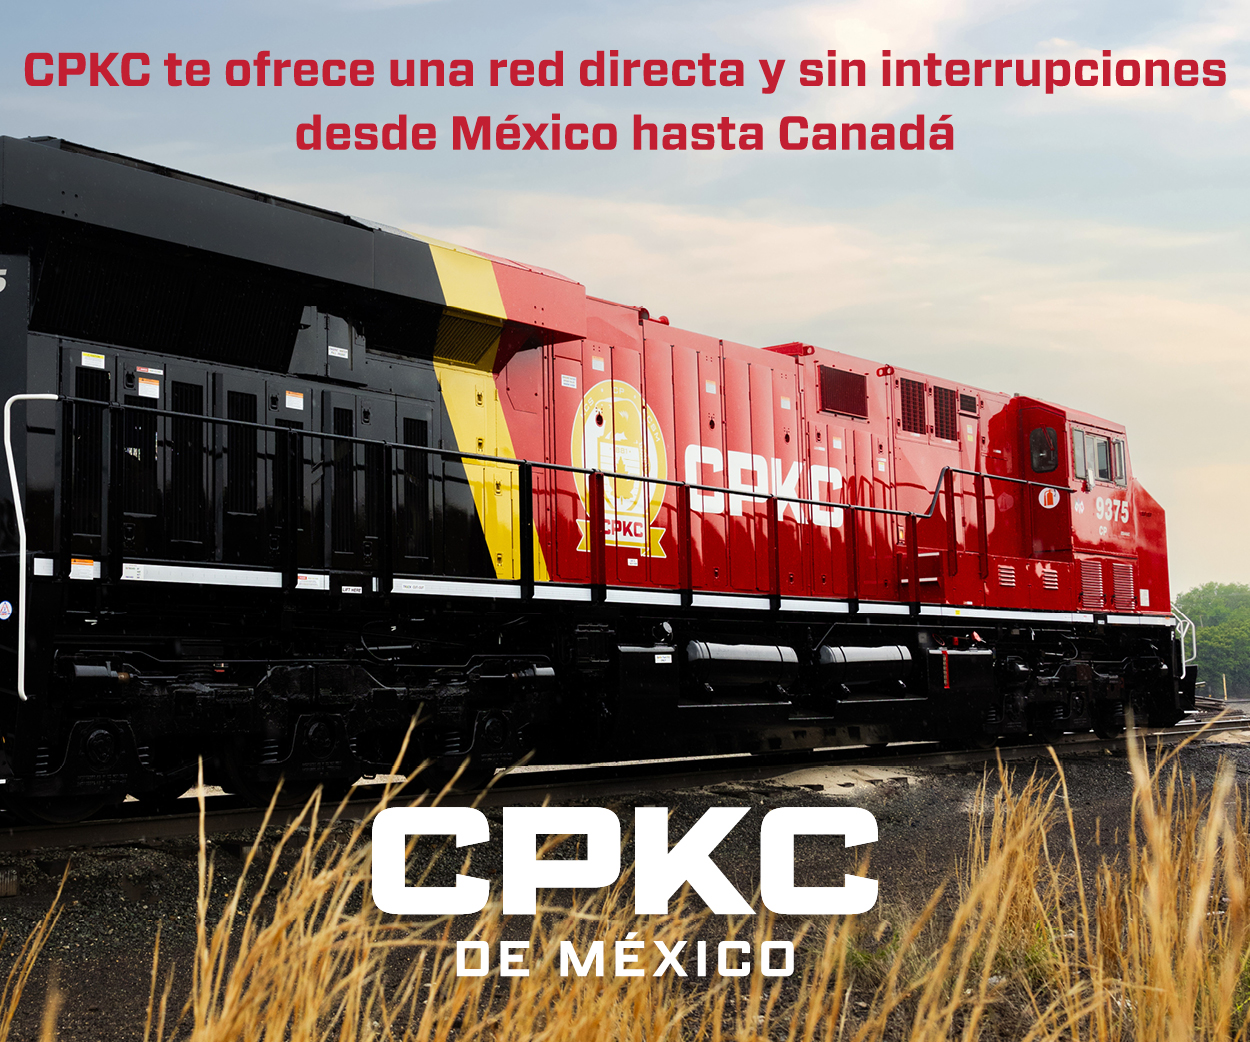 CPKC te ofrece una red directa y sin interrupciones
desde México hasta Canadá
CPKC
CPKC
9375
CP
CPKC
DE MÉXICO